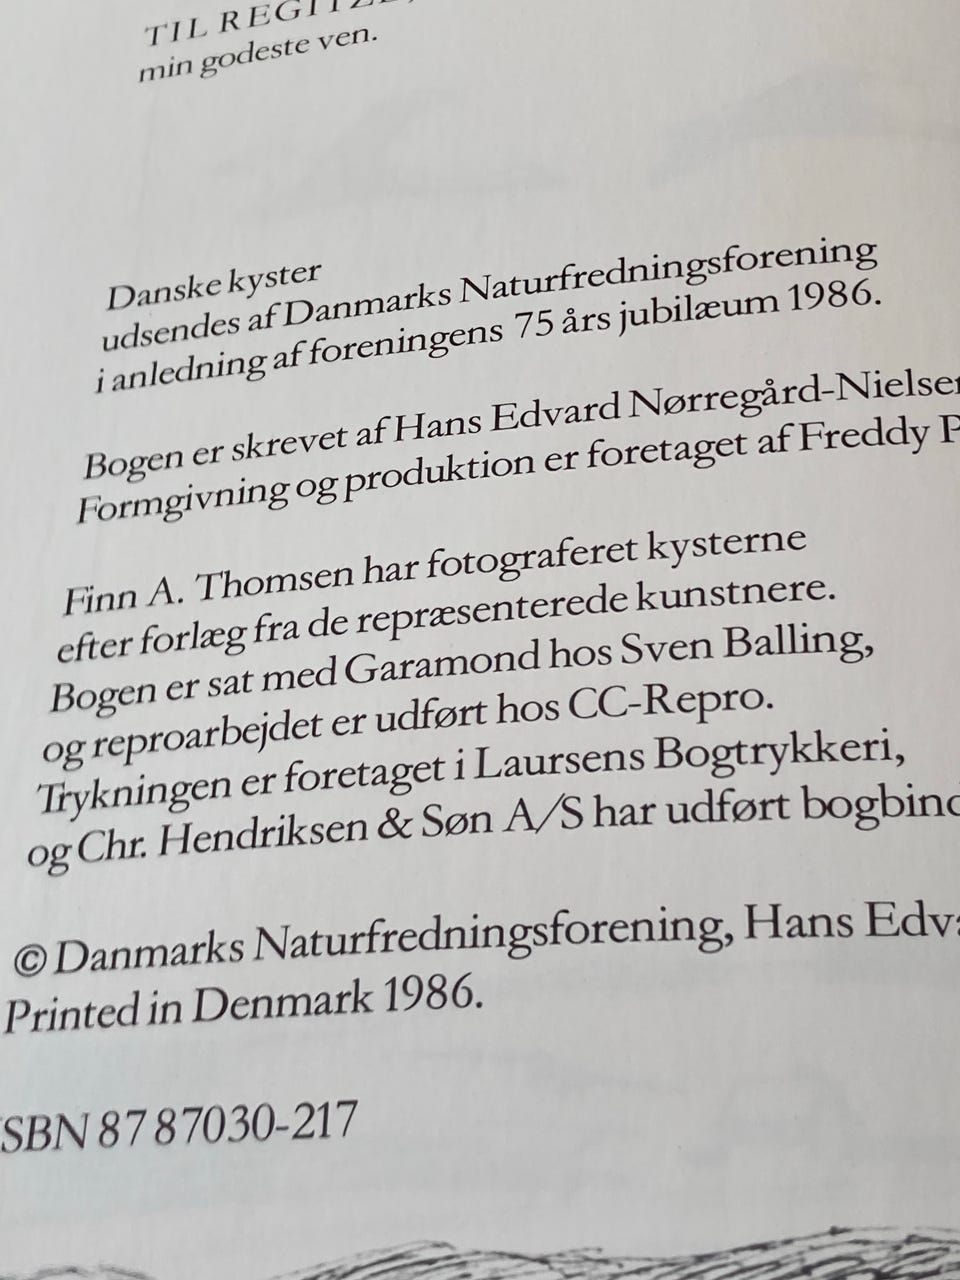 TIL REGITZE,
min godeste ven.
Danske kyster
udsendes af Danmarks Naturfredningsforening
i anledning af foreningens 75 års jubilæum 1986.
Bogen er skrevet af Hans Edvard Nørregård-Nielsen
Formgivning og produktion er foretaget af Freddy
Finn A. Thomsen har fotograferet kysterne
efter forlæg fra de repræsenterede kunstnere.
Bogen er sat med Garamond hos Sven Balling,
og reproarbejdet er udført hos CC-Repro.
Trykningen er foretaget i Laursens Bogtrykkeri,
og Chr. Hendriksen & Søn A/S har udført
© Danmarks Naturfredningsforening, Hans
Printed in Denmark 1986.
ISBN 87 87030-217